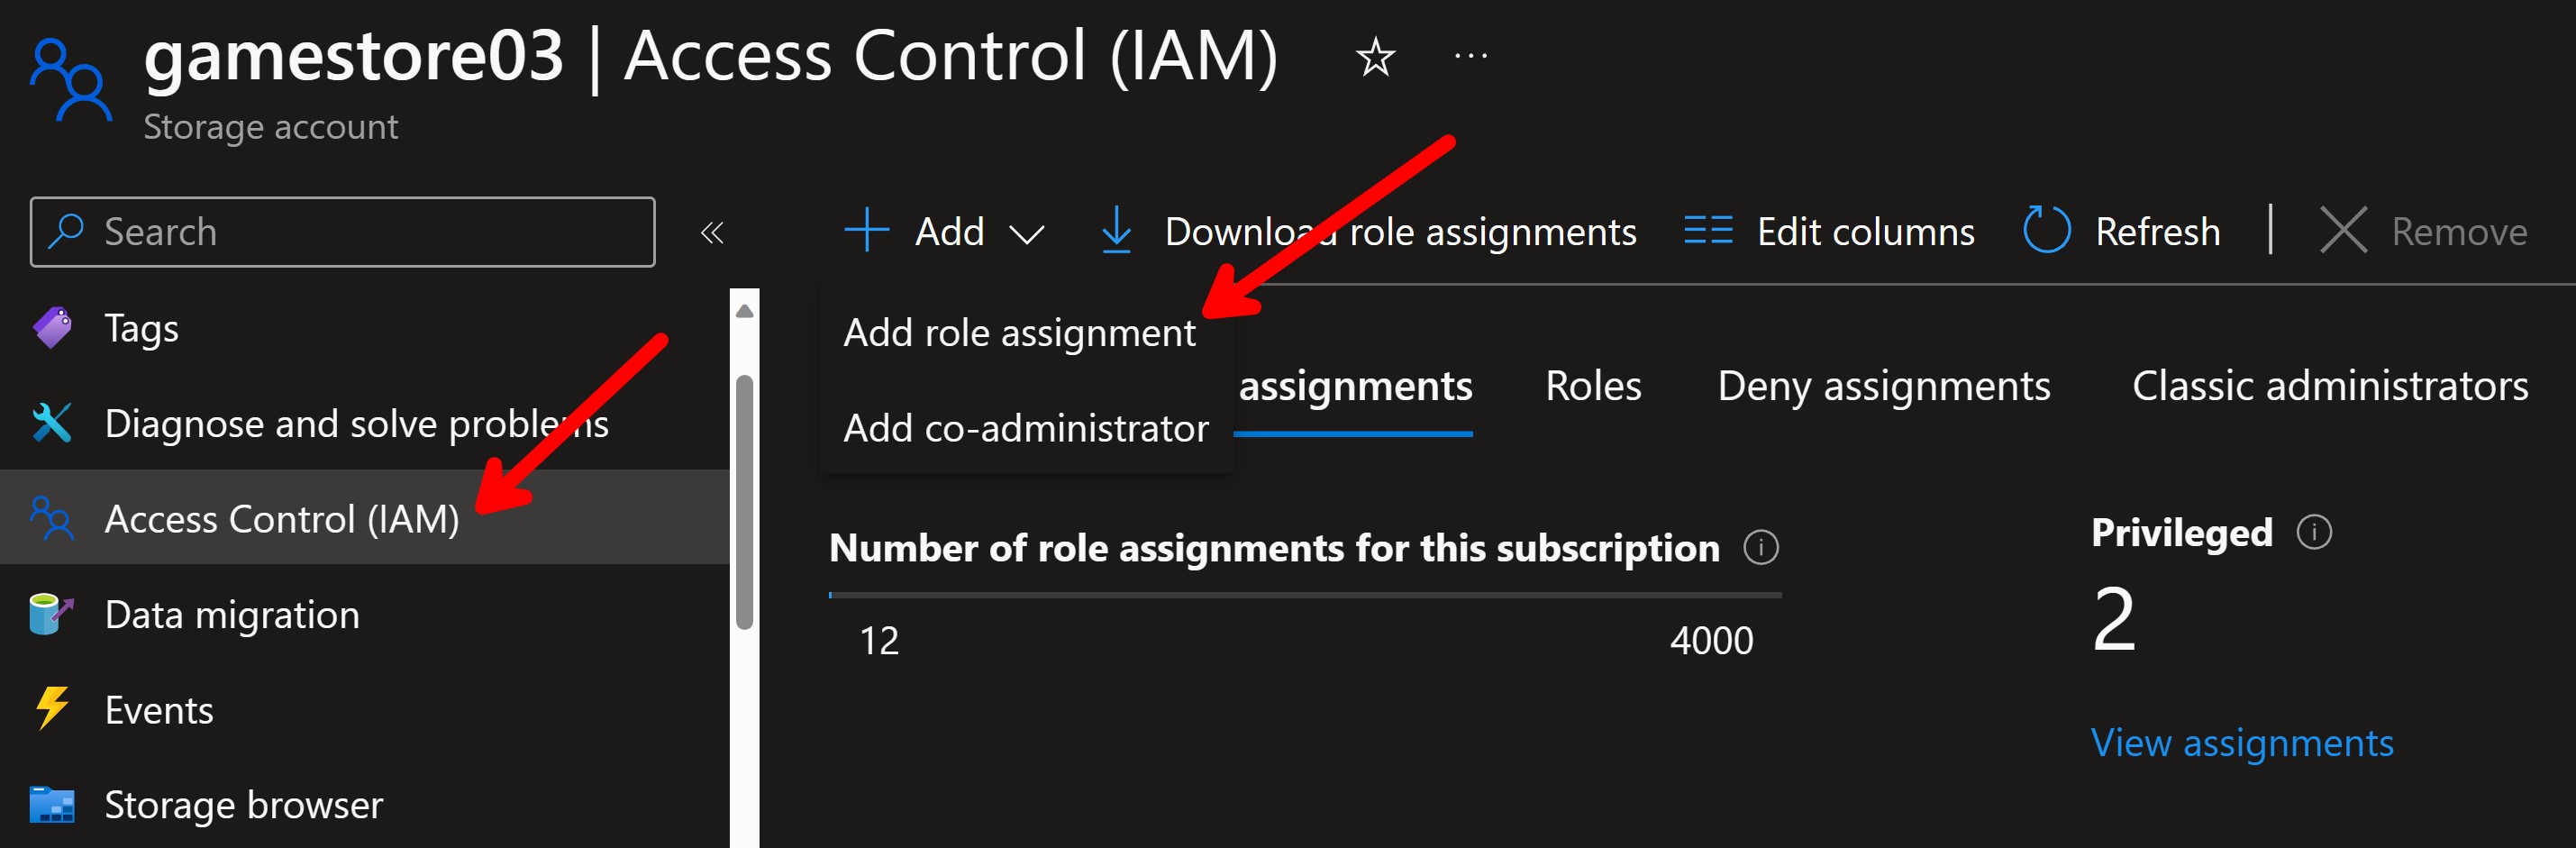 gamestore03 | Access Control (IAM) ☆ ···
Storage account
Search «
Add Download role assignments Edit columns Refresh | Remove
Tags
Diagnose and solve problems
Access Control (IAM)
Data migration
Events
Storage browser
Add role assignment
Add co-administrator
assignments Roles Deny assignments Classic administrators
Number of role assignments for this subscription
12 4000
Privileged
2
View assignments